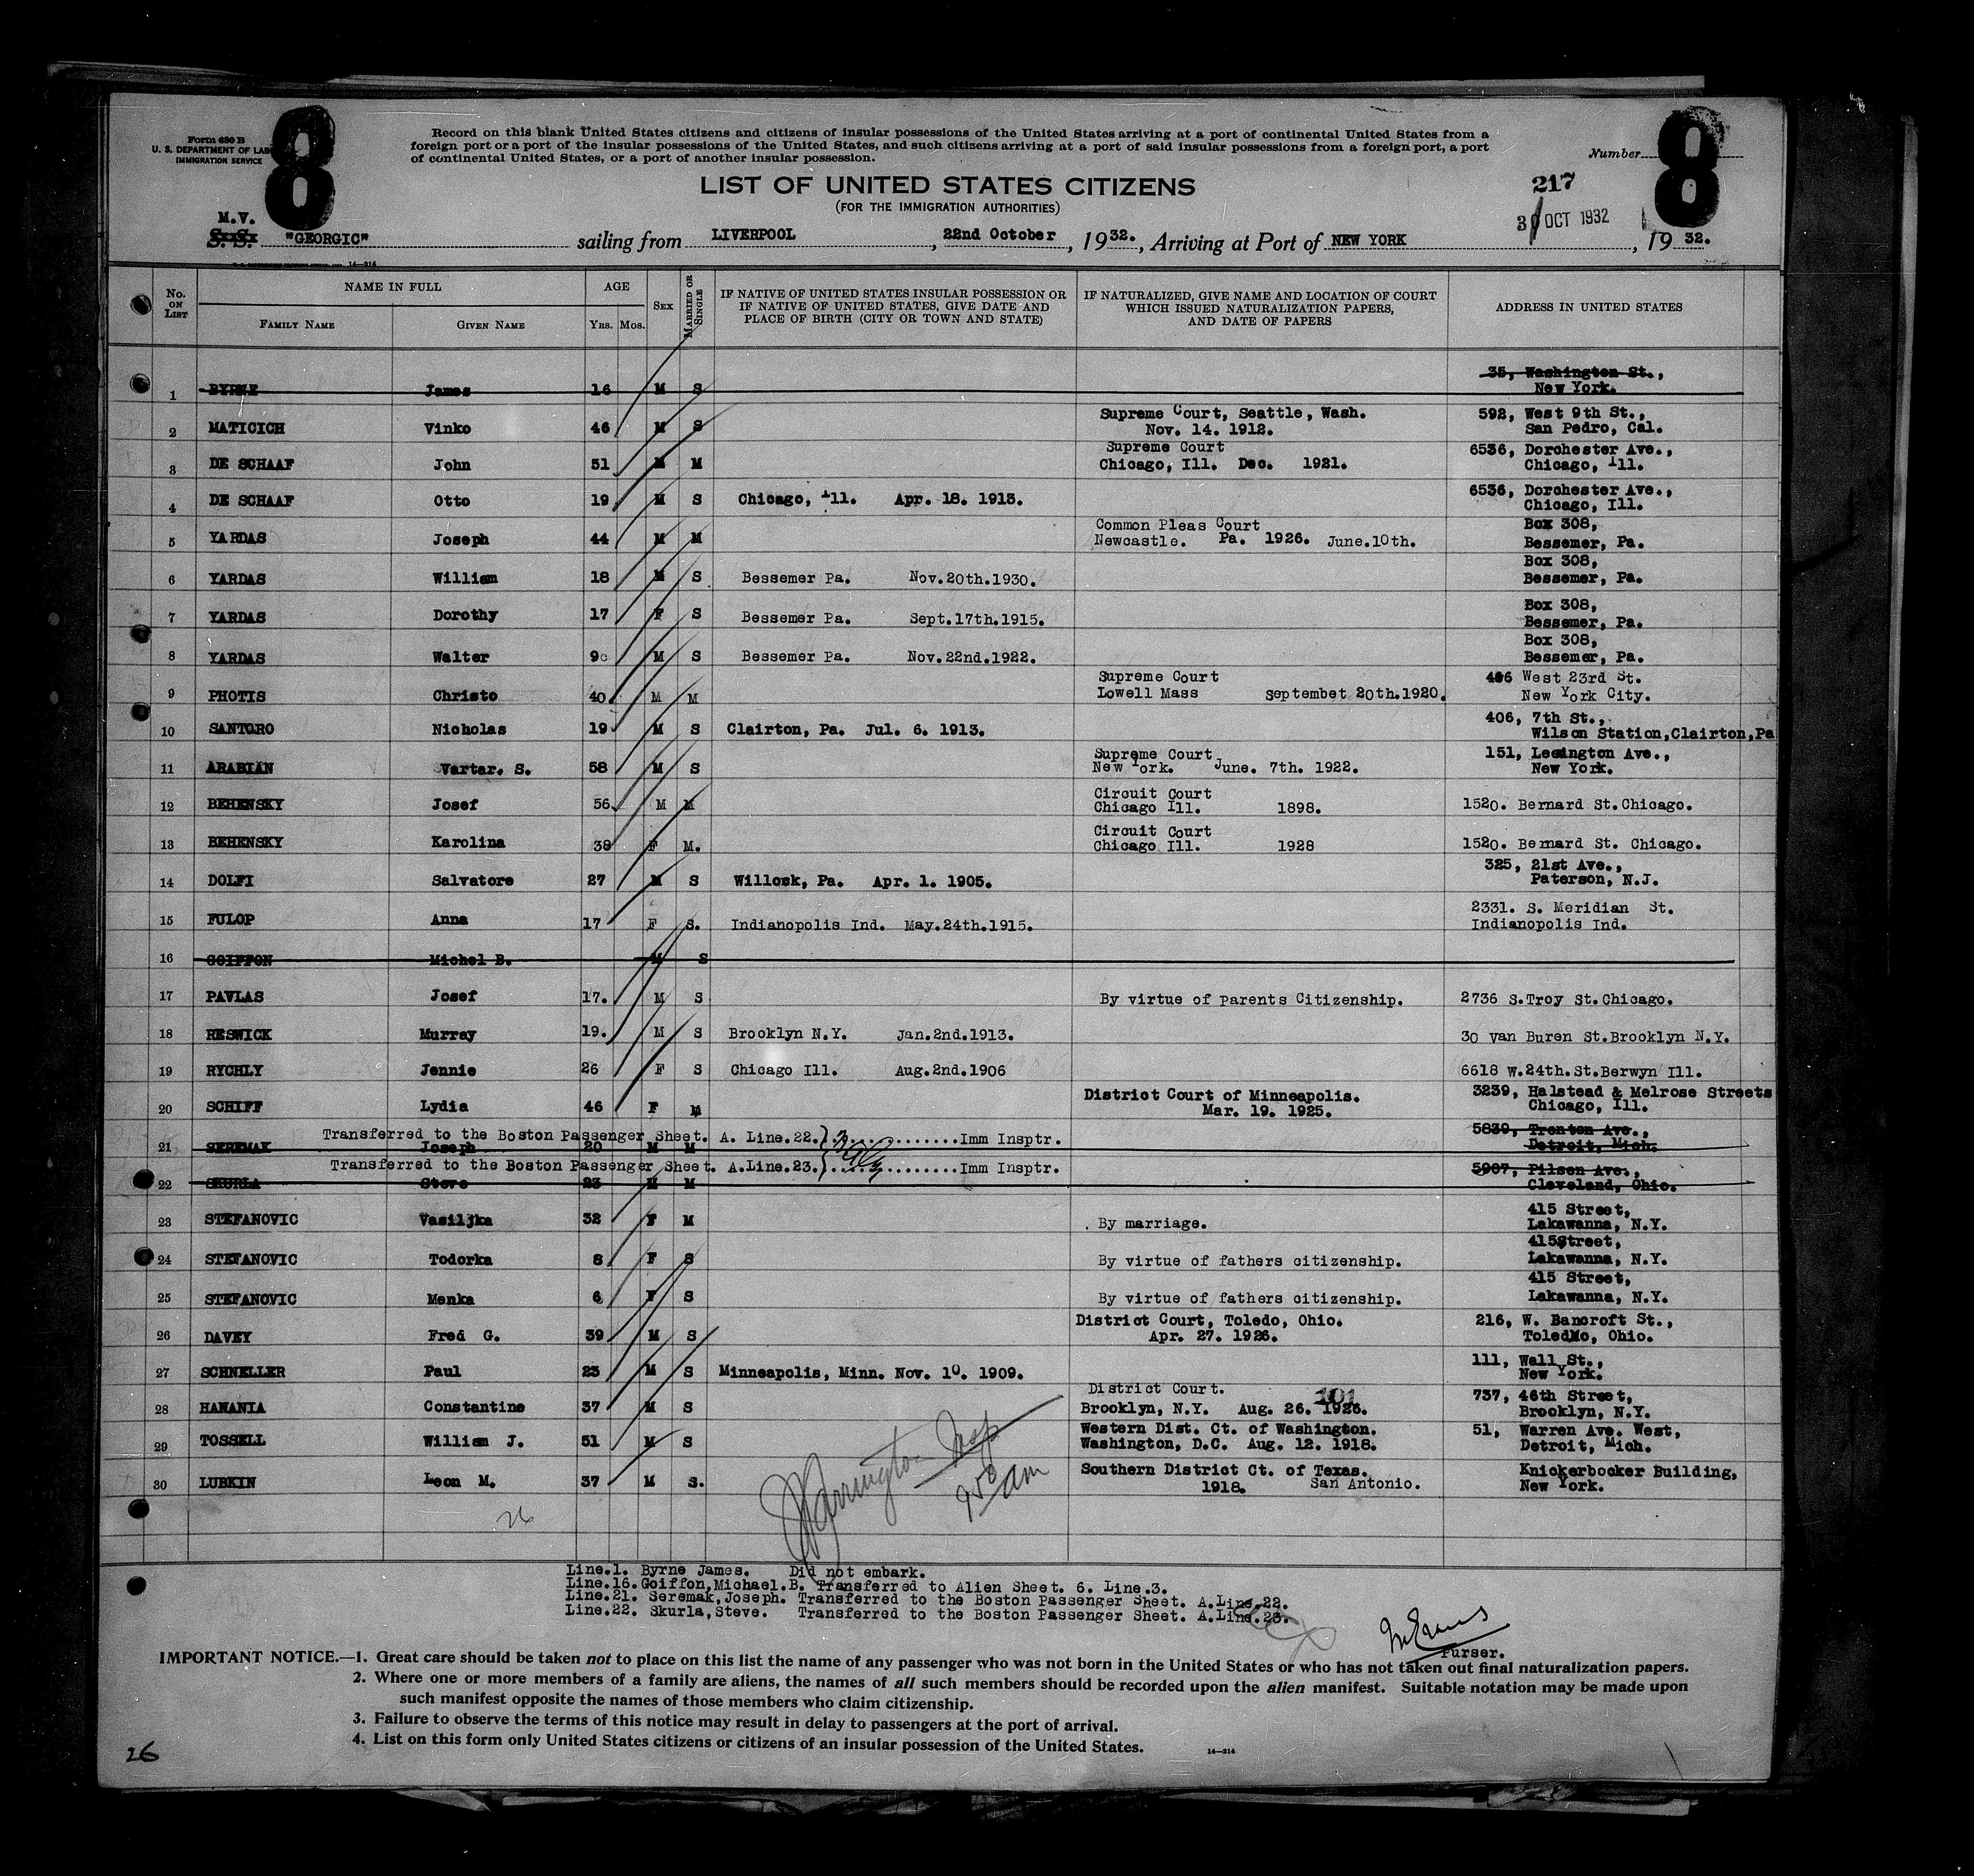 Form 630 B
U. S. DEPARTMENT OF LAB
IMMIGRATION SERVICE
8
Record on this blank United States citizens and citizens of insular possessions of the United States arriving at a port of continental United States from a
foreign port or a port of the insular possessions of the United States, and such citizens arriving at a port of said insular possessions from a foreign port, a port
of continental United States, or a port of another insular possession.
Number
8
LIST OF UNITED STATES CITIZENS
(FOR THE IMMIGRATION AUTHORITIES)
217
M.V.
S. S. "GEORGIC" sailing from LIVERPOOL, 22nd October, 1932., Arriving at Port of NEW YORK 30 OCT 1932, 1932.
14—214
No. ON LIST NAME IN FULL FAMILY NAME GIVEN NAME AGE YRS. MOS. SEX MARRIED OR SINGLE
IF NATIVE OF UNITED STATES INSULAR POSSESSION OR IF NATIVE OF UNITED STATES, GIVE DATE AND PLACE OF BIRTH (CITY OR TOWN AND STATE)
IF NATURALIZED, GIVE NAME AND LOCATION OF COURT WHICH ISSUED NATURALIZATION PAPERS, AND DATE OF PAPERS
ADDRESS IN UNITED STATES
1 BYRNE James 16 M S 35, Washington St., New York.
2 MATICICH Vinko 46 M S Supreme Court, Seattle, Wash. Nov. 14. 1912. 592, West 9th St., San Pedro, Cal.
3 DE SCHAAF John 51 M M Supreme Court Chicago, Ill. Dec. 1921. 6536, Dorchester Ave., Chicago, Ill.
4 DE SCHAAF Otto 19 M S Chicago, Ill. Apr. 18. 1913. 6536, Dorchester Ave., Chicago, Ill.
5 YARDAS Joseph 44 M M Common Pleas Court Newcastle. Pa. 1926. June.10th. Box 308, Bessemer, Pa.
6 YARDAS William 18 M S Bessemer Pa. Nov.20th.1930. Box 308, Bessemer, Pa.
7 YARDAS Dorothy 17 F S Bessemer Pa. Sept.17th.1915. Box 308, Bessemer, Pa.
8 YARDAS Walter 9 M S Bessemer Pa. Nov.22nd.1922. Box 308, Bessemer, Pa.
9 PHOTIS Christo 40 M M Supreme Court Lowell Mass Septembet 20th.1920. 406 West 23rd St. New York City.
10 SANTORO Nicholas 19 M S Clairton, Pa. Jul. 6. 1913. 406, 7th St., Wilson Station,Clairton,Pa
11 ARABIAN Vartar. S. 58 M S Supreme Court New York. June. 7th. 1922. 151, Lexington Ave., New York.
12 BEHENSKY Josef 56 M M Circuit Court Chicago Ill. 1898. 1520. Bernard St.Chicago.
13 BEHENSKY Karolina 38 F M. Circuit Court Chicago Ill. 1928 1520. Bernard St. Chicago.
14 DOLFI Salvatore 27 M S Willock, Pa. Apr. 1. 1905. 325, 21st Ave., Paterson, N.J.
15 FULOP Anna 17 F S. Indianopolis Ind. May.24th.1915. 2331. S. Meridian St. Indianopolis Ind.
16 GOIFFON Michel B. M S
17 PAVLAS Josef 17. M S By virtue of parents Citizenship. 2736 S.Troy St.Chicago.
18 RESWICK Murray 19. M S Brooklyn N.Y. Jan.2nd.1913. 30 van Buren St.Brooklyn N.Y.
19 RYCHLY Jennie 26 F S Chicago Ill. Aug.2nd.1906 6618 W.24th.St.Berwyn Ill.
20 SCHIFF Lydia 46 F M District Court of Minneapolis. Mar. 19. 1925. 3239, Halstead & Melrose Streets Chicago, Ill.
Transferred to the Boston Passenger Sheet. A. Line.22.} ............Imm Insptr.
21 SEREMAK Joseph 20 M M 5839, Trenton Ave., Detroit, Mich.
Transferred to the Boston Passenger Sheet. A.Line.23.} ............Imm Insptr.
22 SKURLA Steve 23 M M 5907, Pilsen Ave., Cleveland, Ohio.
23 STEFANOVIC Vasiljka 32 F M By marriage. 415 Street, Lakawanna, N.Y.
24 STEFANOVIC Todorka 8 F S By virtue of fathers citizenship. 415Street, Lakawanna, N.Y.
25 STEFANOVIC Menka 6 F S By virtue of fathers citizenship. 415 Street, Lakawanna, N.Y.
26 DAVEY Fred G. 39 M S District Court, Toledo, Ohio. Apr. 27. 1926. 216, W. Bancroft St., Toledo, Ohio.
27 SCHNELLER Paul 23 M S Minneapolis, Minn. Nov. 10. 1909. 111, Wall St., New York.
28 HANANIA Constantine 37 M S District Court. Brooklyn, N.Y. Aug. 26. 1926. 101 737, 46th Street, Brooklyn, N.Y.
29 TOSSELL William J. 51 M S Western Dist. Ct. of Washington. Washington, D.C. Aug. 12. 1918. 51, Warren Ave. West, Detroit, Mich.
30 LUBKIN Leon M. 37 M S. Southern District Ct. of Texas. 1918. San Antonio. Knickerbocker Building, New York.
26
Warrington Insp
9 50 am
Line.1. Byrne James. Did not embark.
Line.16.Goiffon,Michael.B. Transferred to Alien Sheet. 6. Line.3.
Line.21. Seremak,Joseph. Transferred to the Boston Passenger Sheet. A.Line.22.
Line.22. Skurla,Steve. Transferred to the Boston Passenger Sheet. A.Line.23.
Purser.
IMPORTANT NOTICE.—1. Great care should be taken not to place on this list the name of any passenger who was not born in the United States or who has not taken out final naturalization papers.
2. Where one or more members of a family are aliens, the names of all such members should be recorded upon the alien manifest. Suitable notation may be made upon
such manifest opposite the names of those members who claim citizenship.
3. Failure to observe the terms of this notice may result in delay to passengers at the port of arrival.
4. List on this form only United States citizens or citizens of an insular possession of the United States.
14—214
26